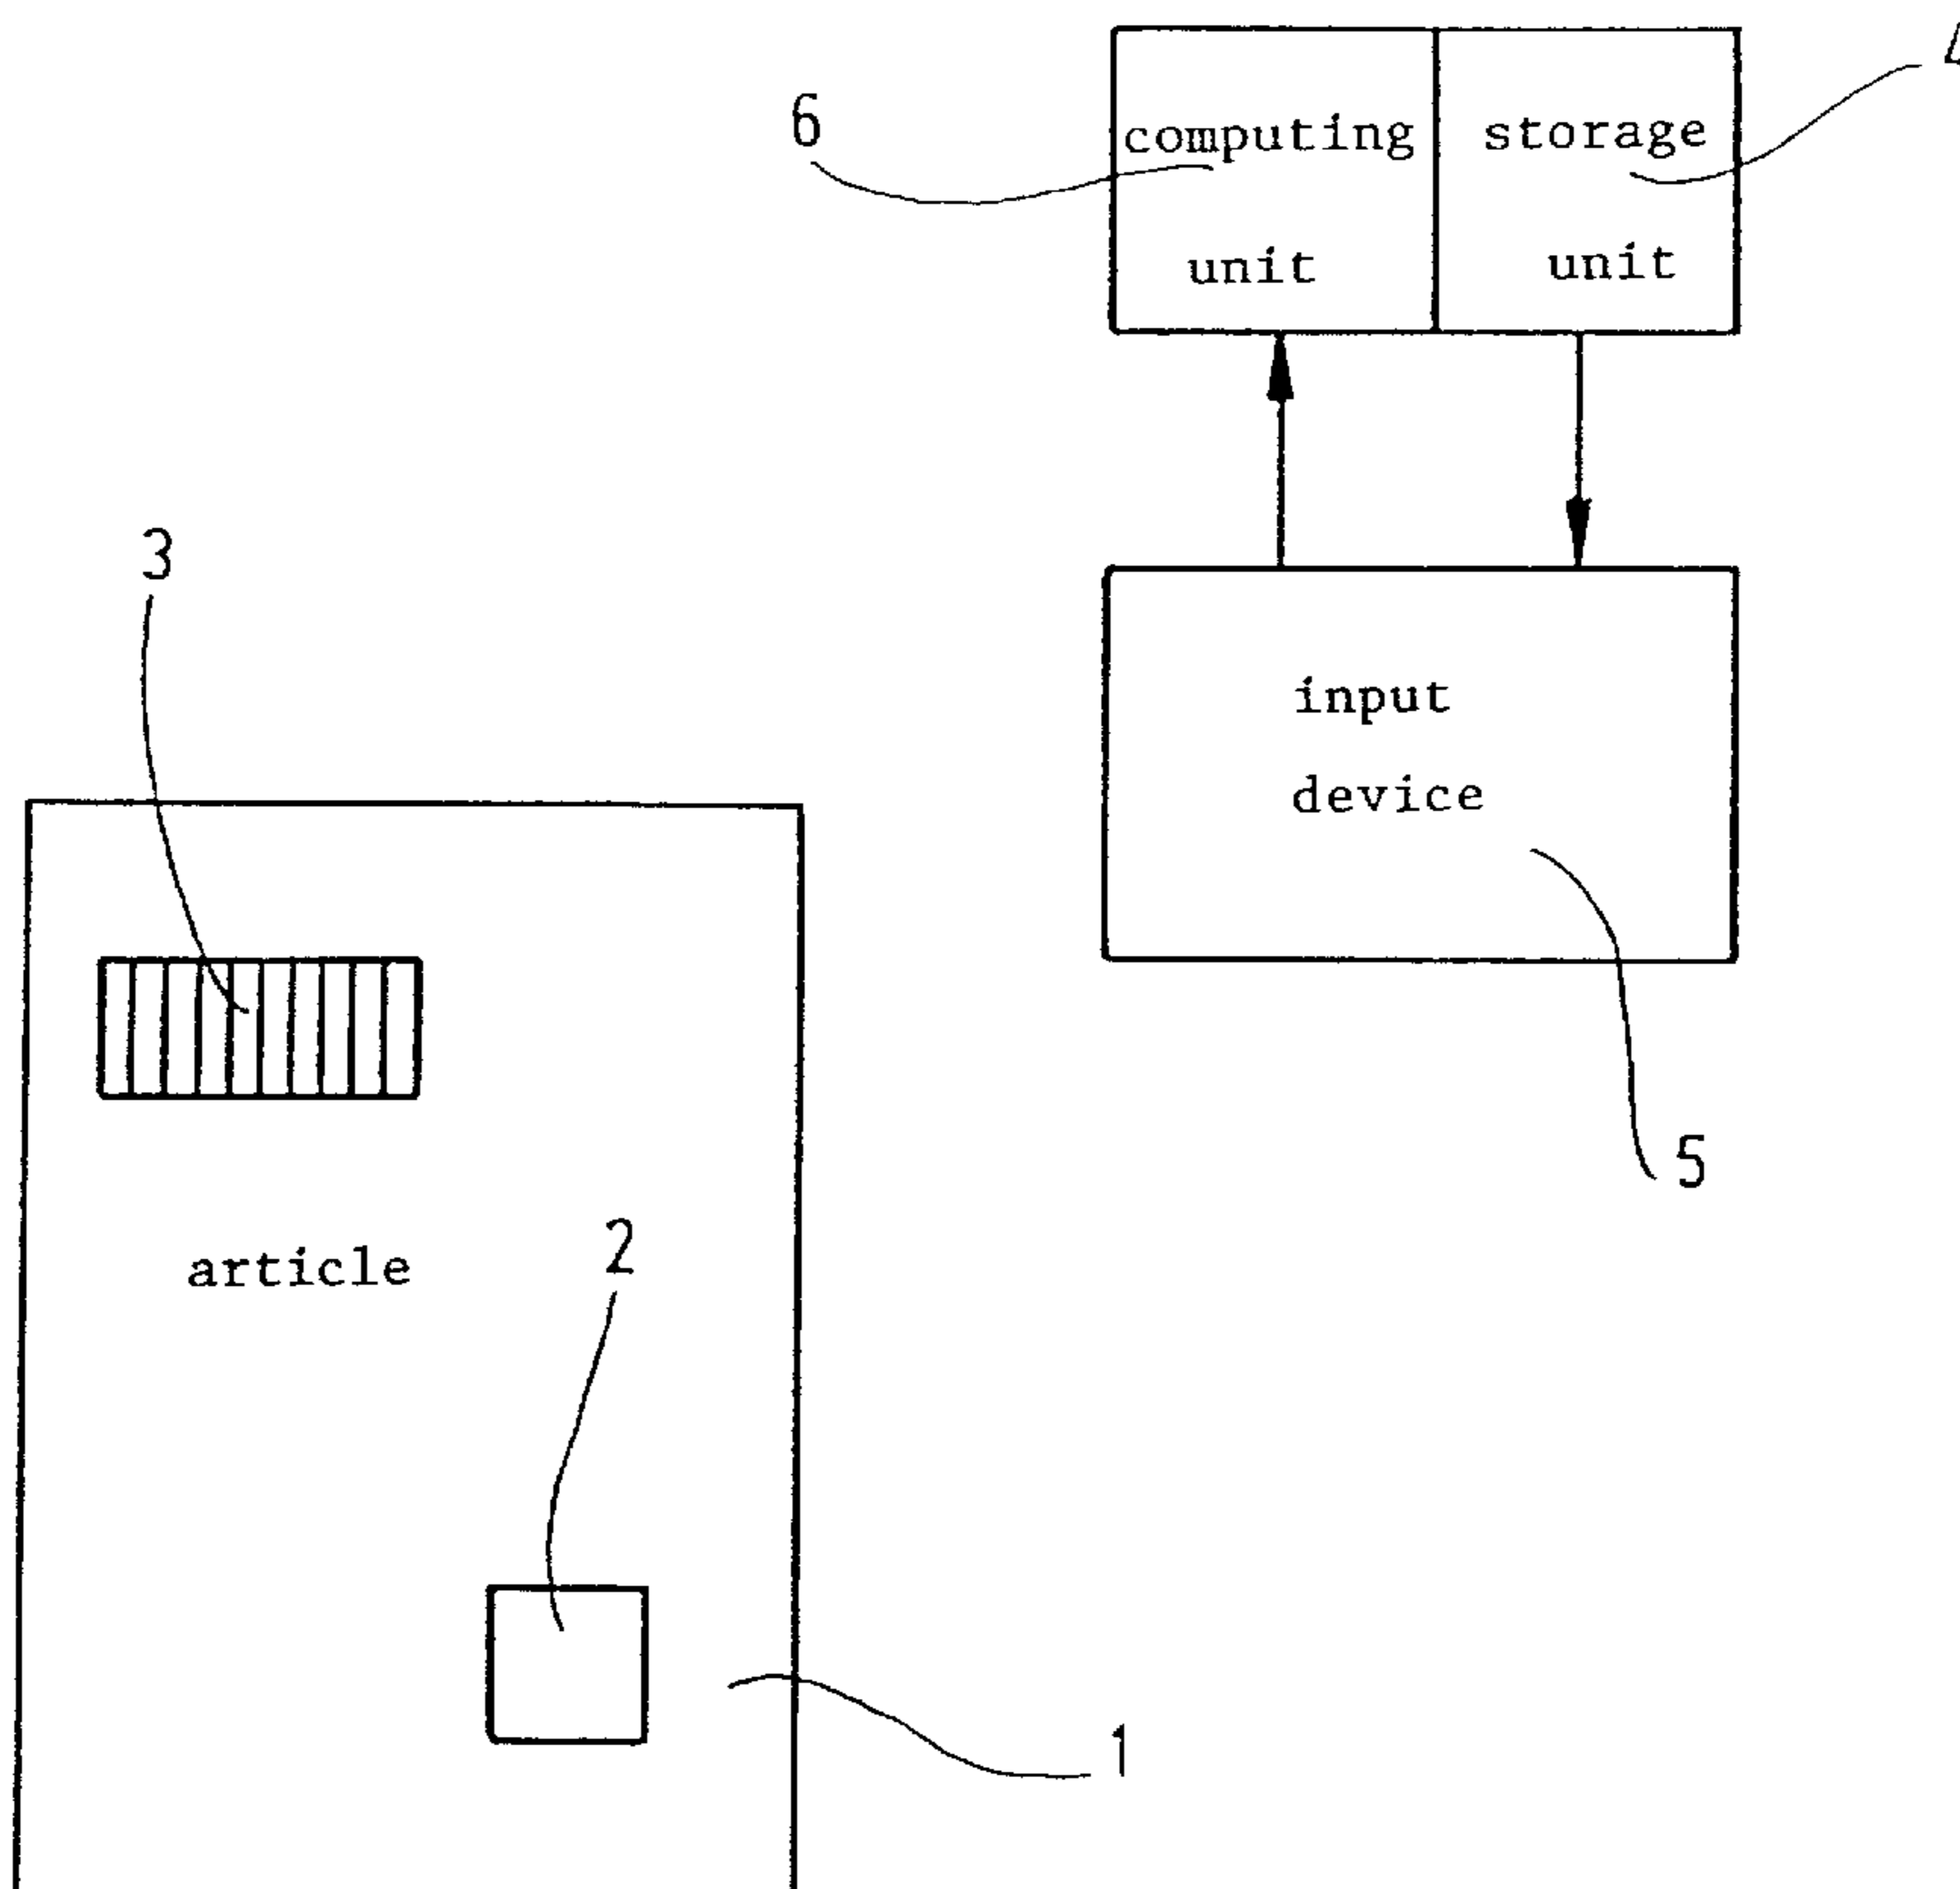 4
6
computing storage
unit unit
3
input
device
5
article
2
1